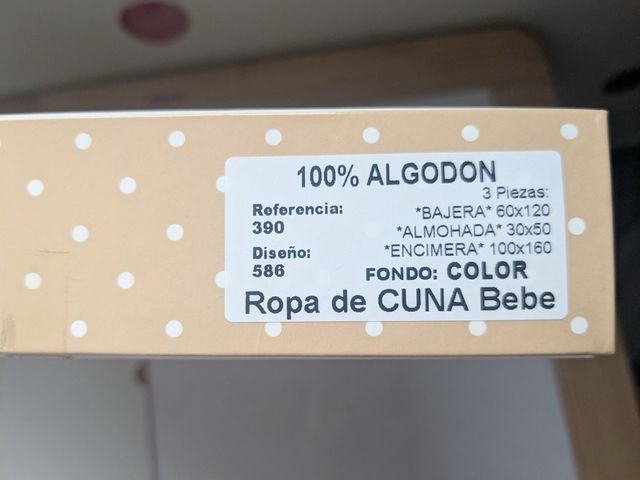 100% ALGODON
3 Piezas:
Referencia:
390
*BAJERA* 60x120
*ALMOHADA* 30x50
*ENCIMERA* 100x160
Diseño:
586
FONDO: COLOR
Ropa de CUNA Bebe